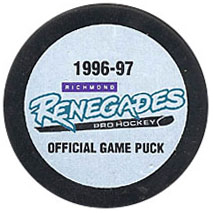 1996-97
RICHMOND
RENEGADES
PRO HOCKEY
OFFICIAL GAME PUCK